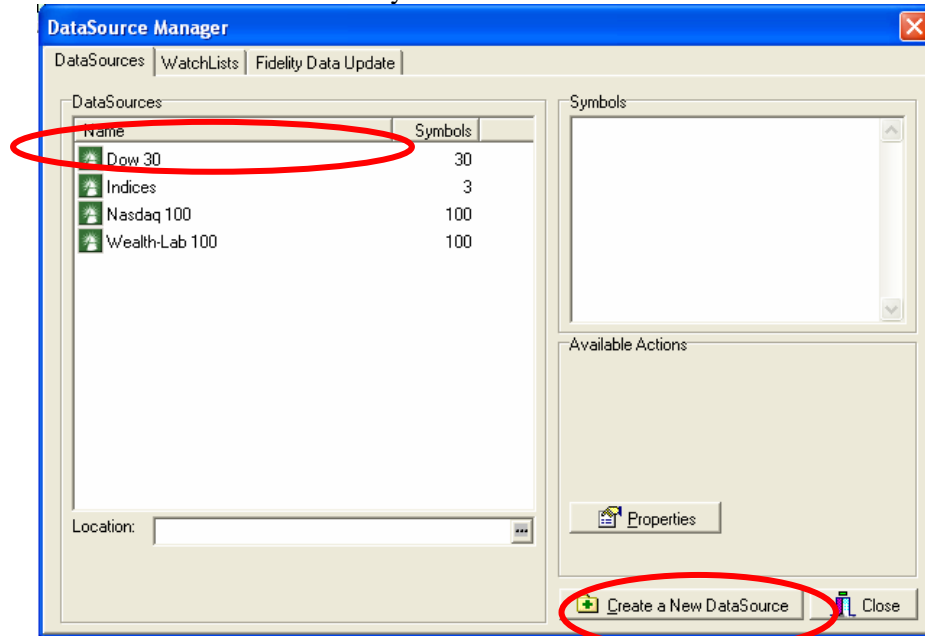 DataSource Manager
DataSources WatchLists Fidelity Data Update
DataSources
Name Symbols
Dow 30 30
Indices 3
Nasdaq 100 100
Wealth-Lab 100 100
Location: ...
Symbols
Available Actions
Properties
Create a New DataSource Close